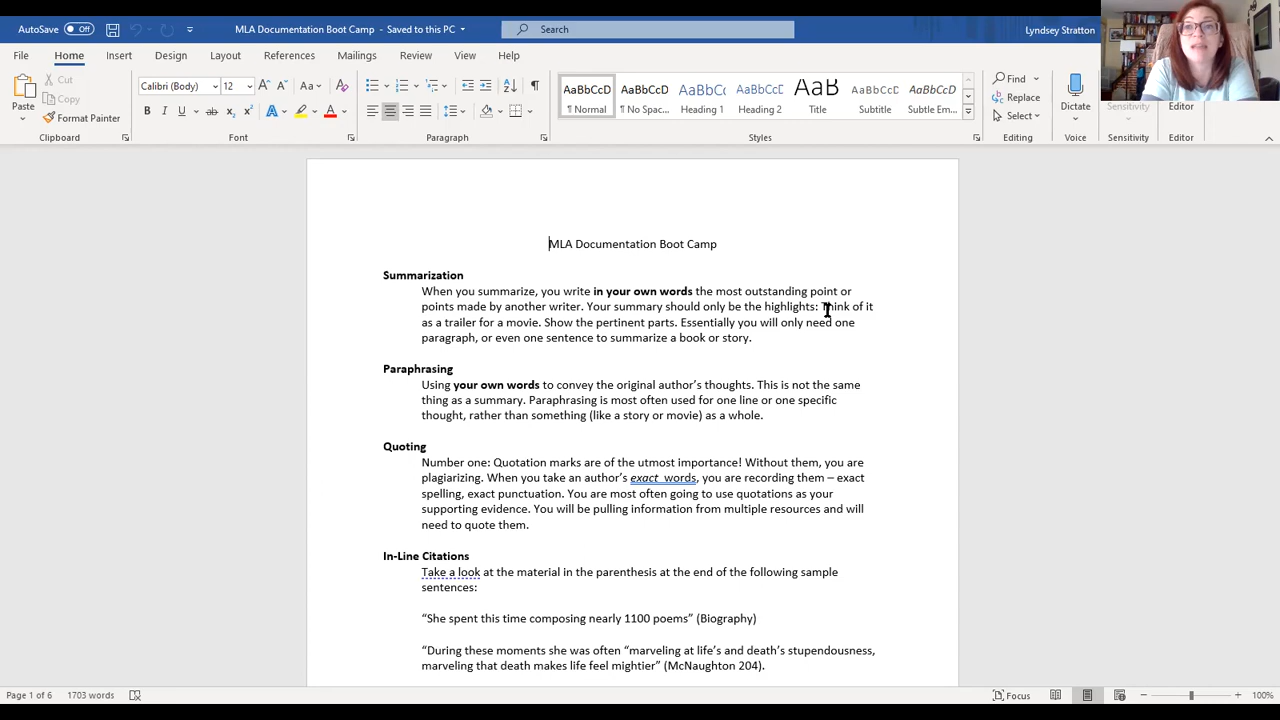 AutoSave Off MLA Documentation Boot Camp - Saved to this PC Search Lyndsey Stratton
File Home Insert Design Layout References Mailings Review View Help
Paste Cut Copy Format Painter
Calibri (Body) 12 Aa
B I U ab x₂ x²
AaBbCcD AaBbCcD AaBbCc AaBbCcD AaB AaBbCcD AaBbCcD
¶ Normal ¶ No Spac... Heading 1 Heading 2 Title Subtitle Subtle Em...
Find Replace Select Dictate Sensitivity Editor
Clipboard Font Paragraph Styles Editing Voice Sensitivity Editor
MLA Documentation Boot Camp
Summarization
When you summarize, you write in your own words the most outstanding point or
points made by another writer. Your summary should only be the highlights: Think of it
as a trailer for a movie. Show the pertinent parts. Essentially you will only need one
paragraph, or even one sentence to summarize a book or story.
Paraphrasing
Using your own words to convey the original author's thoughts. This is not the same
thing as a summary. Paraphrasing is most often used for one line or one specific
thought, rather than something (like a story or movie) as a whole.
Quoting
Number one: Quotation marks are of the utmost importance! Without them, you are
plagiarizing. When you take an author's exact words, you are recording them – exact
spelling, exact punctuation. You are most often going to use quotations as your
supporting evidence. You will be pulling information from multiple resources and will
need to quote them.
In-Line Citations
Take a look at the material in the parenthesis at the end of the following sample
sentences:
“She spent this time composing nearly 1100 poems” (Biography)
“During these moments she was often “marveling at life’s and death’s stupendousness,
marveling that death makes life feel mightier” (McNaughton 204).
Page 1 of 6 1703 words Focus 100%